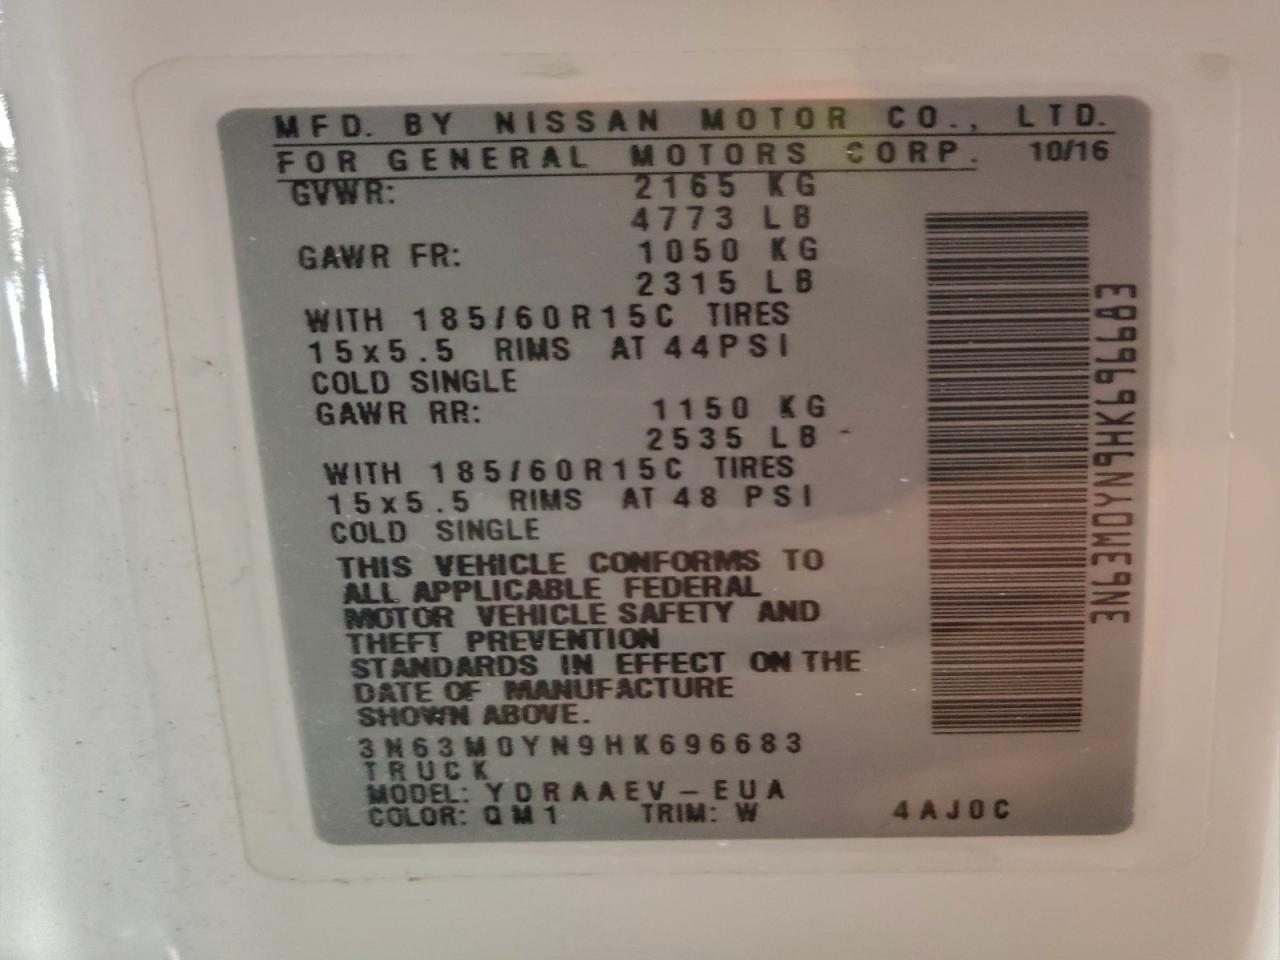 MFD. BY NISSAN MOTOR CO., LTD.
FOR GENERAL MOTORS CORP. 10/16
GVWR: 2165 KG
4773 LB
GAWR FR: 1050 KG
2315 LB
WITH 185/60R15C TIRES
15x5.5 RIMS AT 44PSI
COLD SINGLE
GAWR RR: 1150 KG
2535 LB
WITH 185/60R15C TIRES
15x5.5 RIMS AT 48 PSI
COLD SINGLE
THIS VEHICLE CONFORMS TO
ALL APPLICABLE FEDERAL
MOTOR VEHICLE SAFETY AND
THEFT PREVENTION
STANDARDS IN EFFECT ON THE
DATE OF MANUFACTURE
SHOWN ABOVE.
3N63M0YN9HK696683
TRUCK
MODEL: YDRAAEV-EUA
COLOR: QM1 TRIM: W 4AJ0C
3N63M0YN9HK696683